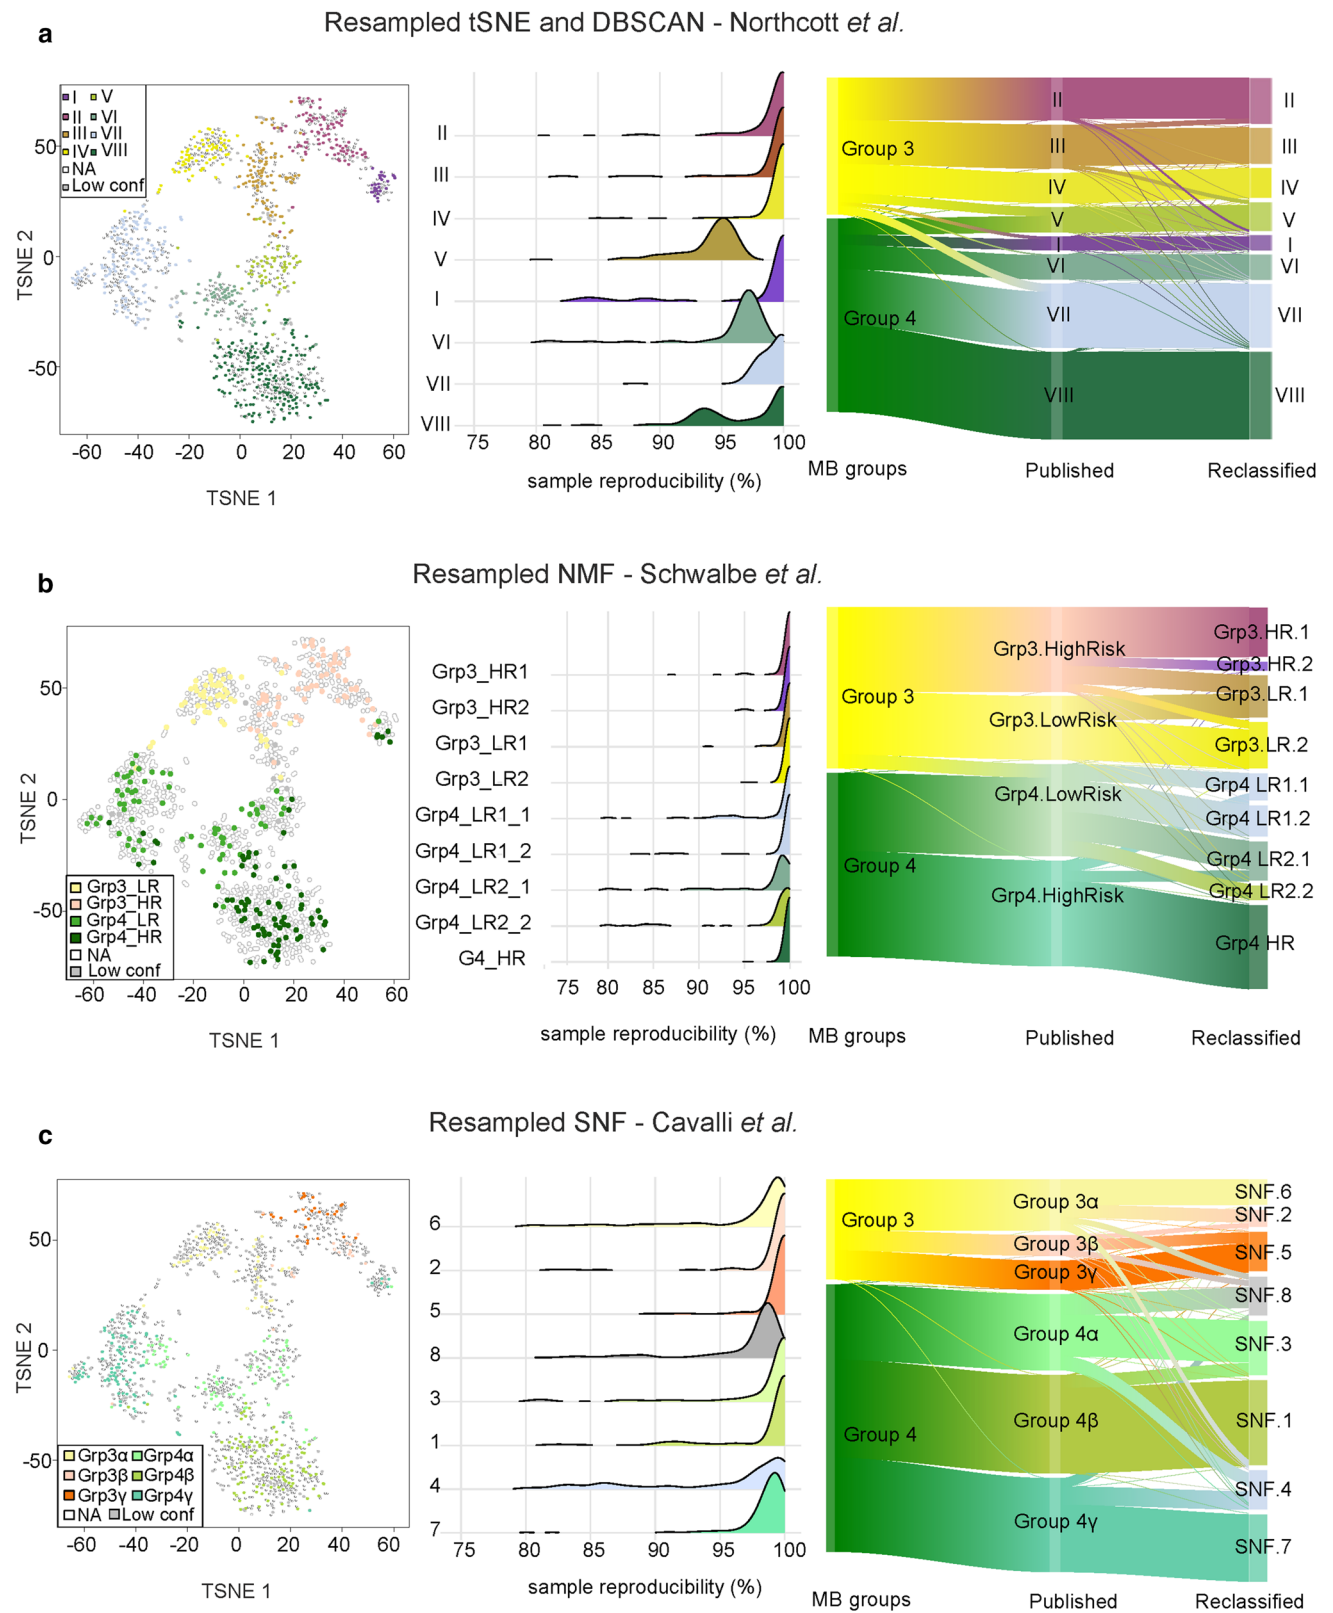 a
Resampled tSNE and DBSCAN - Northcott et al.
I V
II VI
III VII
IV VIII
NA
Low conf
50
0
-50
TSNE 2
-60 -40 -20 0 20 40 60
TSNE 1
II
III
IV
V
I
VI
VII
VIII
75 80 85 90 95 100
sample reproducibility (%)
Group 3
Group 4
II
III
IV
V
I
VI
VII
VIII
II
III
IV
V
I
VI
VII
VIII
MB groups Published Reclassified
b
Resampled NMF - Schwalbe et al.
50
0
-50
TSNE 2
Grp3_LR
Grp3_HR
Grp4_LR
Grp4_HR
NA
Low conf
-60 -40 -20 0 20 40 60
TSNE 1
Grp3_HR1
Grp3_HR2
Grp3_LR1
Grp3_LR2
Grp4_LR1_1
Grp4_LR1_2
Grp4_LR2_1
Grp4_LR2_2
G4_HR
75 80 85 90 95 100
sample reproducibility (%)
Group 3
Group 4
Grp3.HighRisk
Grp3.LowRisk
Grp4.LowRisk
Grp4.HighRisk
Grp3.HR.1
Grp3.HR.2
Grp3.LR.1
Grp3.LR.2
Grp4 LR1.1
Grp4 LR1.2
Grp4 LR2.1
Grp4 LR2.2
Grp4 HR
MB groups Published Reclassified
c
Resampled SNF - Cavalli et al.
50
0
-50
TSNE 2
Grp3α Grp4α
Grp3β Grp4β
Grp3γ Grp4γ
NA Low conf
-60 -40 -20 0 20 40 60
TSNE 1
6
2
5
8
3
1
4
7
75 80 85 90 95 100
sample reproducibility (%)
Group 3
Group 4
Group 3α
Group 3β
Group 3γ
Group 4α
Group 4β
Group 4γ
SNF.6
SNF.2
SNF.5
SNF.8
SNF.3
SNF.1
SNF.4
SNF.7
MB groups Published Reclassified